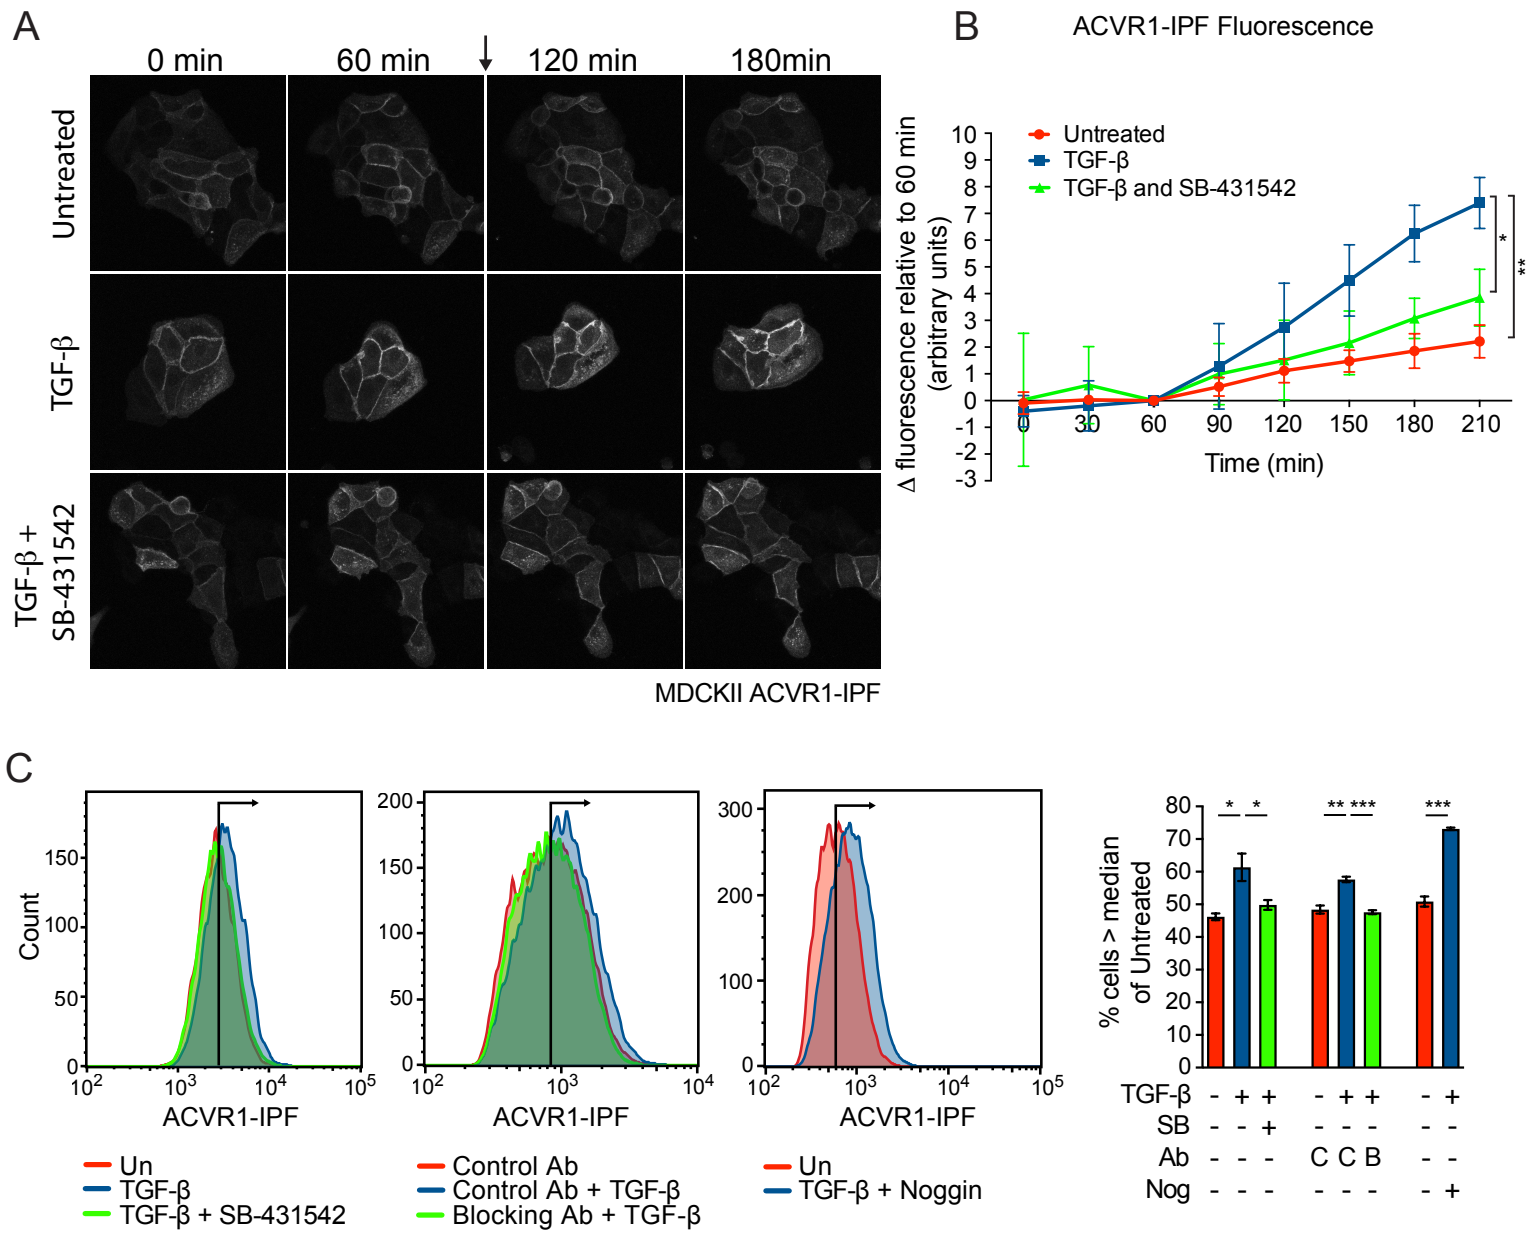 A
0 min 60 min 120 min 180min
Untreated
TGF-β
TGF-β +
SB-431542
MDCKII ACVR1-IPF
B
ACVR1-IPF Fluorescence
Δ fluorescence relative to 60 min
(arbitrary units)
10
9
8
7
6
5
4
3
2
1
0
-1
-2
-3
Untreated
TGF-β
TGF-β and SB-431542
*
**
0 30 60 90 120 150 180 210
Time (min)
C
Count
150
100
50
0
10² 10³ 10⁴ 10⁵
ACVR1-IPF
Un
TGF-β
TGF-β + SB-431542
200
150
100
50
0
10² 10³ 10⁴
ACVR1-IPF
Control Ab
Control Ab + TGF-β
Blocking Ab + TGF-β
300
200
100
0
10² 10³ 10⁴ 10⁵
ACVR1-IPF
Un
TGF-β + Noggin
% cells > median
of Untreated
80
70
60
50
40
30
20
10
0
* * ** *** ***
TGF-β - + + - + + - +
SB - - + - - - - -
Ab - - - C C B - -
Nog - - - - - - - +